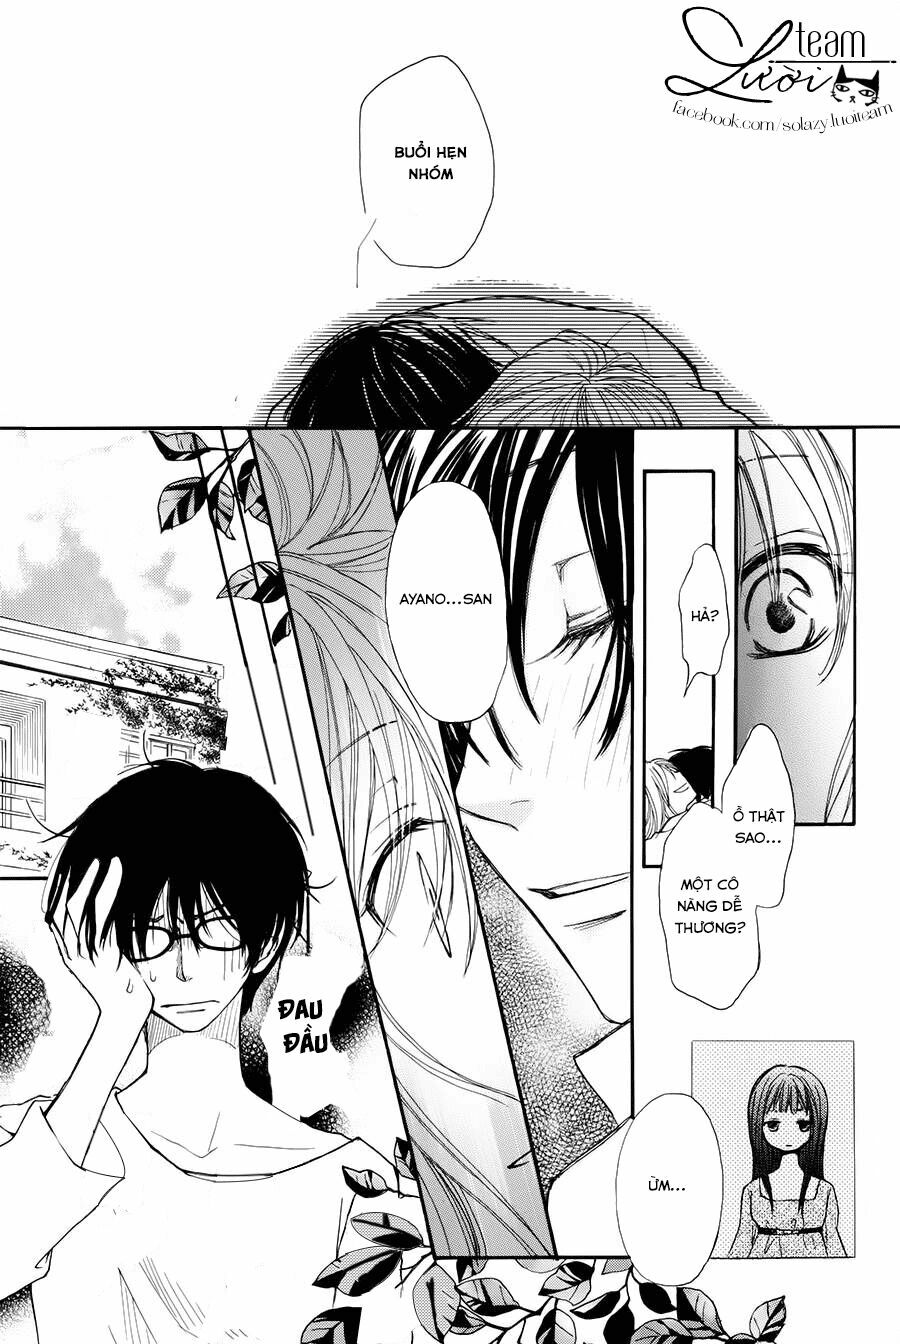 team
Lười
facebook.com/solazy.luoiteam
BUỔI HẸN
NHÓM
HẢ?
Ồ THẬT
SAO...
MỘT CÔ
NÀNG DỄ
THƯƠNG?
ỪM...
AYANO...SAN
ĐAU
ĐẦU